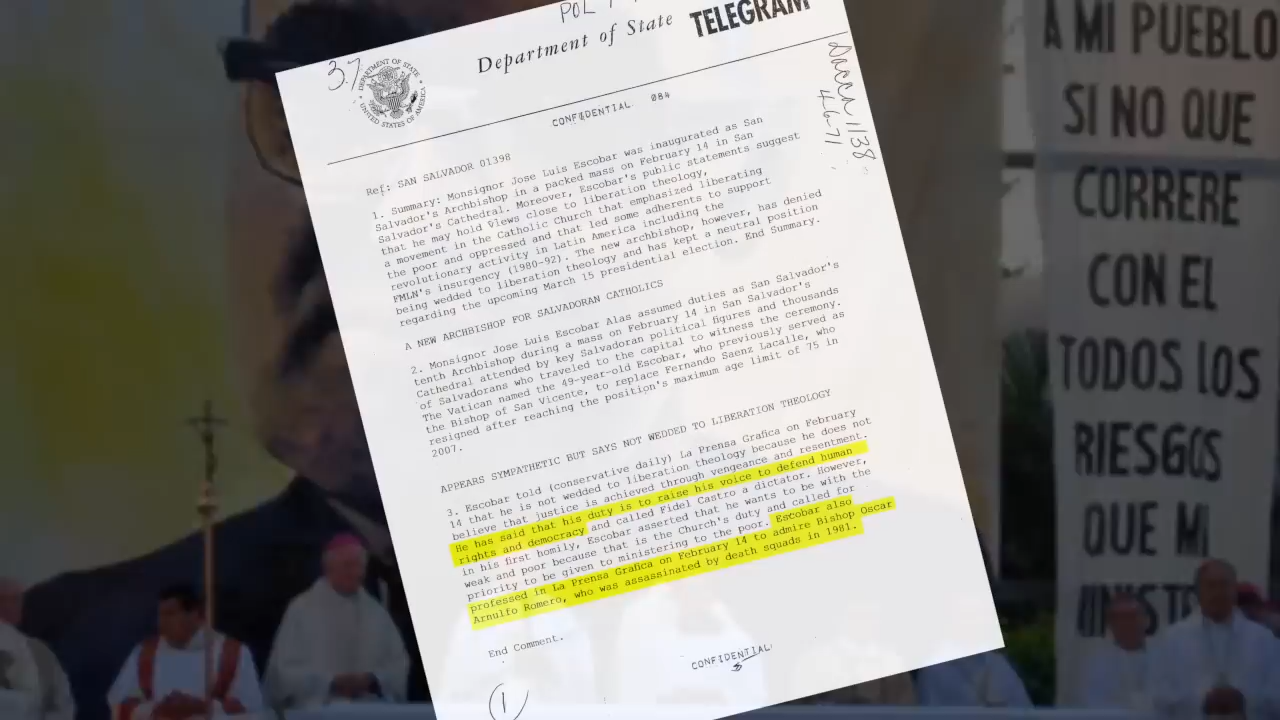 POL
Department of State TELEGRAM
37
DEPARTMENT OF STATE
UNITED STATES OF AMERICA
CONFIDENTIAL 084
Dacca 1138
4-6-71
Ref: SAN SALVADOR 01398
1. Summary: Monsignor Jose Luis Escobar was inaugurated as San
Salvador's Archbishop in a packed mass on February 14 in San
Salvador's Cathedral. Moreover, Escobar's public statements suggest
that he may hold views close to liberation theology,
a movement in the Catholic Church that emphasized liberating
the poor and oppressed and that led some adherents to support
revolutionary activity in Latin America including the
FMLN's insurgency (1980-92). The new archbishop, however, has denied
being wedded to liberation theology and has kept a neutral position
regarding the upcoming March 15 presidential election. End Summary.
A NEW ARCHBISHOP FOR SALVADORAN CATHOLICS
2. Monsignor Jose Luis Escobar Alas assumed duties as San Salvador's
tenth Archbishop during a mass on February 14 in San Salvador's
Cathedral attended by key Salvadoran political figures and thousands
of Salvadorans who traveled to the capital to witness the ceremony.
The Vatican named the 49-year-old Escobar, who previously served as
the Bishop of San Vicente, to replace Fernando Saenz Lacalle, who
resigned after reaching the position's maximum age limit of 75 in
2007.
APPEARS SYMPATHETIC BUT SAYS NOT WEDDED TO LIBERATION THEOLOGY
3. Escobar told (conservative daily) La Prensa Grafica on February
14 that he is not wedded to liberation theology because he does not
believe that justice is achieved through vengeance and resentment.
He has said that his duty is to raise his voice to defend human
rights and democracy and called Fidel Castro a dictator. However,
in his first homily, Escobar asserted that he wants to be with the
weak and poor because that is the Church's duty and called for
priority to be given to ministering to the poor. Escobar also
professed in La Prensa Grafica on February 14 to admire Bishop Oscar
Arnulfo Romero, who was assassinated by death squads in 1981.
End Comment.
CONFIDENTIAL
1
A MI PUEBLO
SI NO QUE
CORRERE
CON EL
TODOS LOS
RIESGOS
QUE MI